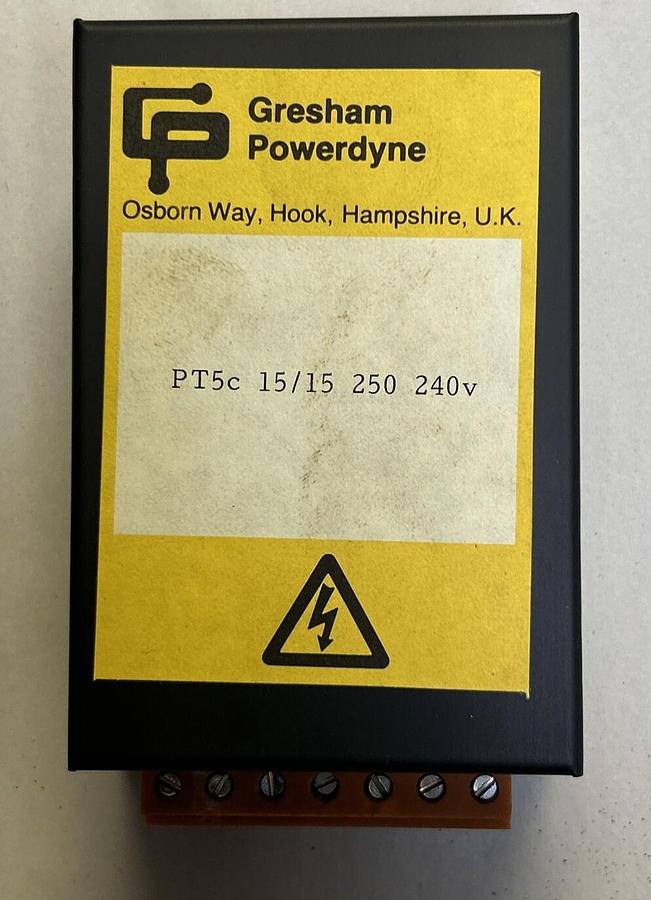 Gresham
Powerdyne
Osborn Way, Hook, Hampshire, U.K.
PT5c 15/15 250 240v